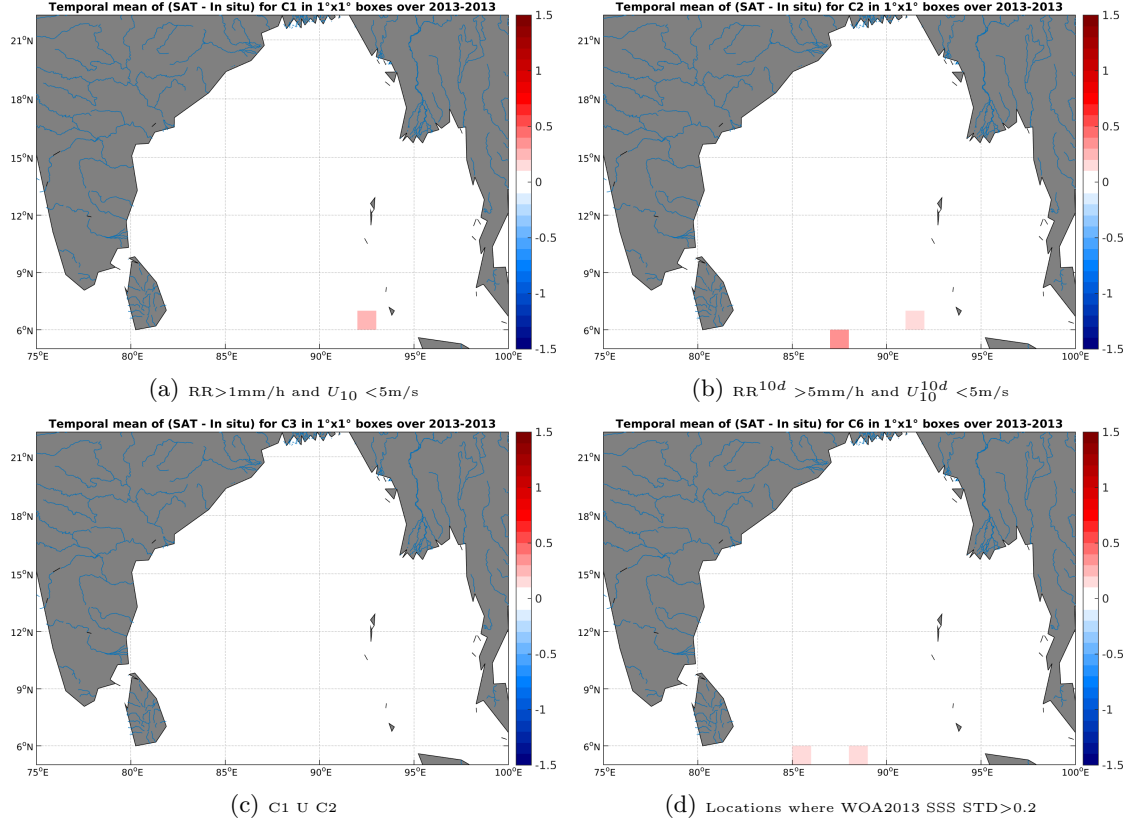 Temporal mean of (SAT - In situ) for C1 in 1°x1° boxes over 2013-2013
21°N
18°N
15°N
12°N
9°N
6°N
75°E 80°E 85°E 90°E 95°E 100°E
1.5
1
0.5
0
-0.5
-1
-1.5
(a) RR>1mm/h and U10 <5m/s
Temporal mean of (SAT - In situ) for C2 in 1°x1° boxes over 2013-2013
21°N
18°N
15°N
12°N
9°N
6°N
75°E 80°E 85°E 90°E 95°E 100°E
1.5
1
0.5
0
-0.5
-1
-1.5
(b) RR^10d >5mm/h and U10^10d <5m/s
Temporal mean of (SAT - In situ) for C3 in 1°x1° boxes over 2013-2013
21°N
18°N
15°N
12°N
9°N
6°N
75°E 80°E 85°E 90°E 95°E 100°E
1.5
1
0.5
0
-0.5
-1
-1.5
(c) C1 U C2
Temporal mean of (SAT - In situ) for C6 in 1°x1° boxes over 2013-2013
21°N
18°N
15°N
12°N
9°N
6°N
75°E 80°E 85°E 90°E 95°E 100°E
1.5
1
0.5
0
-0.5
-1
-1.5
(d) Locations where WOA2013 SSS STD>0.2